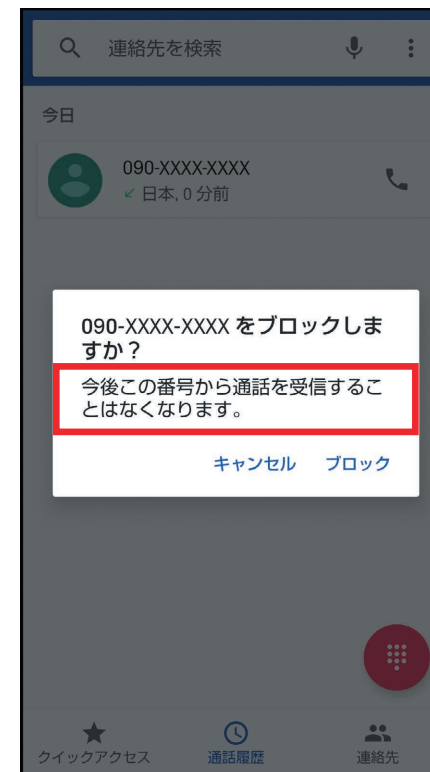 連絡先を検索
今日
090-XXXX-XXXX
日本, 0 分前
090-XXXX-XXXX をブロックしま
すか？
今後この番号から通話を受信するこ
とはなくなります。
キャンセル ブロック
クイックアクセス 通話履歴 連絡先